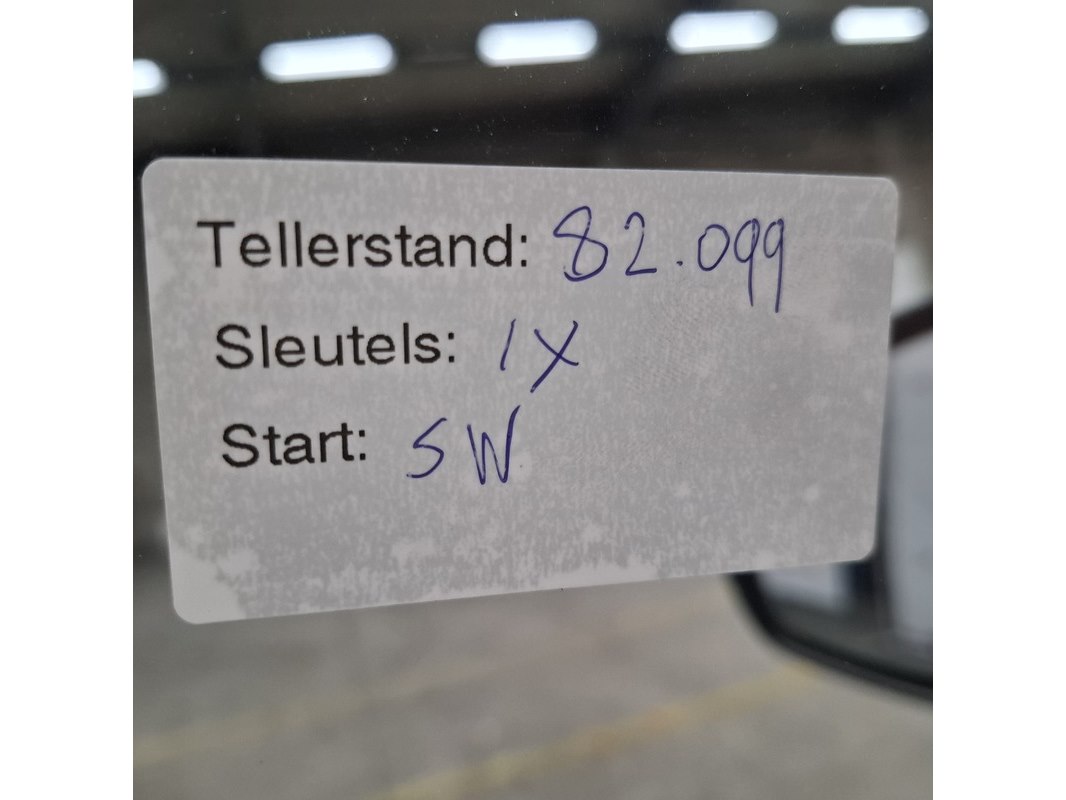 Tellerstand: 82.099
Sleutels: 1X
Start: SW